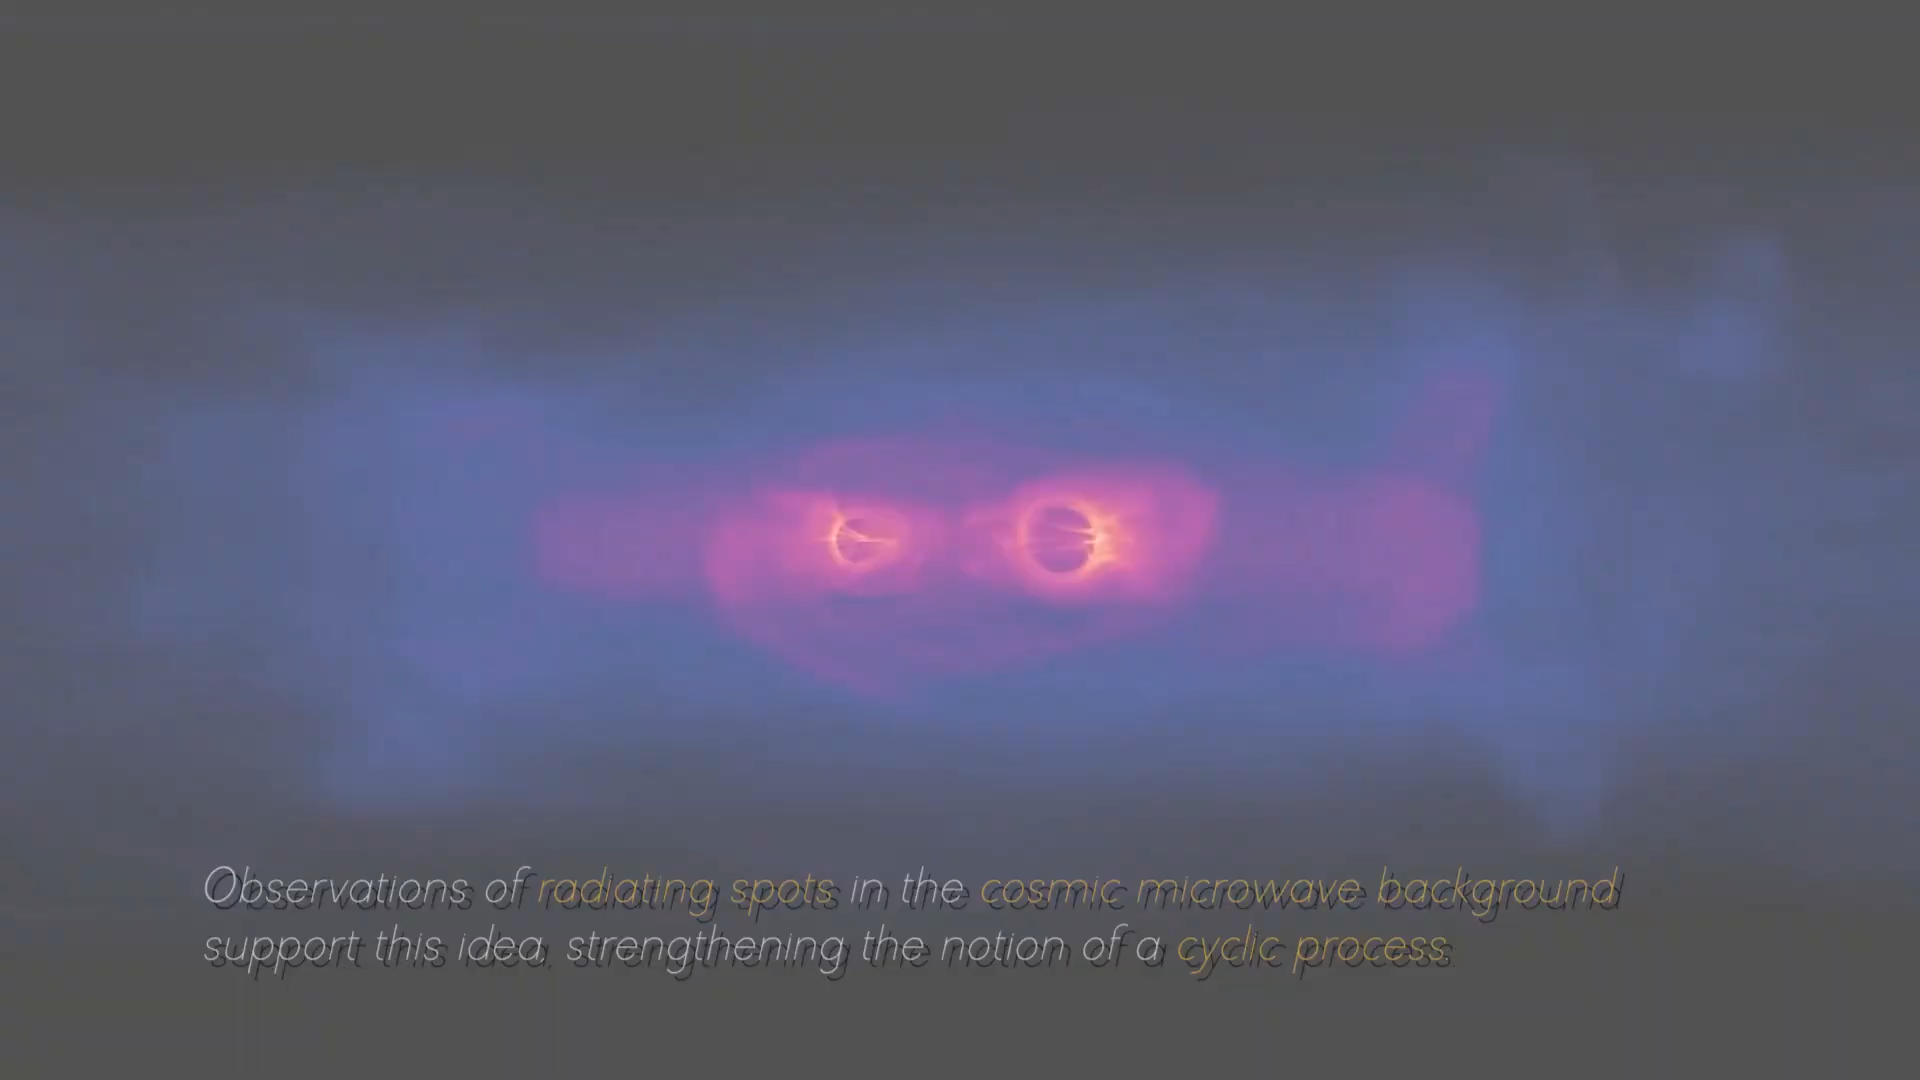 Observations of radiating spots in the cosmic microwave background
support this idea, strengthening the notion of a cyclic process.